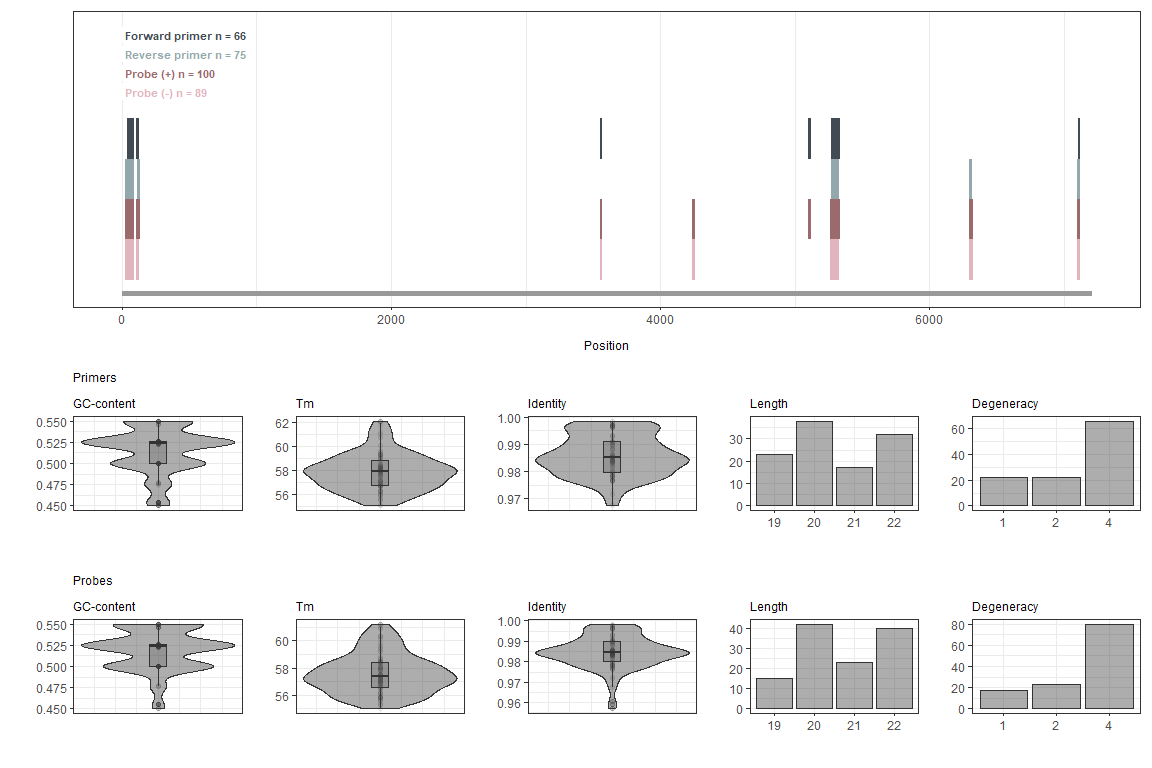 Forward primer n = 66
Reverse primer n = 75
Probe (+) n = 100
Probe (-) n = 89
0 2000 4000 6000
Position
Primers
GC-content Tm Identity Length Degeneracy
0.550 0.525 0.500 0.475 0.450
62 60 58 56
1.00 0.99 0.98 0.97
30 20 10 0
19 20 21 22
60 40 20 0
1 2 4
Probes
GC-content Tm Identity Length Degeneracy
0.550 0.525 0.500 0.475 0.450
60 58 56
1.00 0.99 0.98 0.97 0.96
40 30 20 10 0
19 20 21 22
80 60 40 20 0
1 2 4